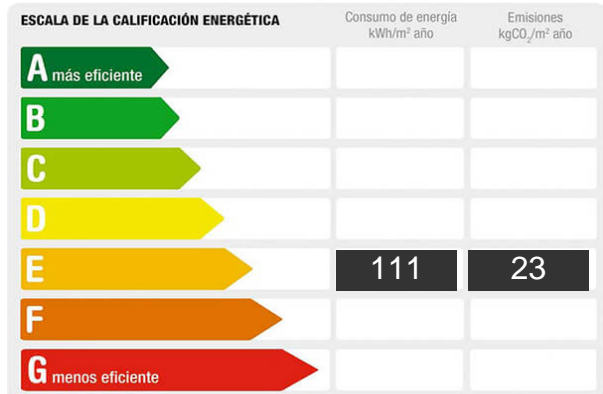 ESCALA DE LA CALIFICACIÓN ENERGÉTICA
Consumo de energía
kWh/m² año
Emisiones
kgCO₂/m² año
A más eficiente
B
C
D
E 111 23
F
G menos eficiente